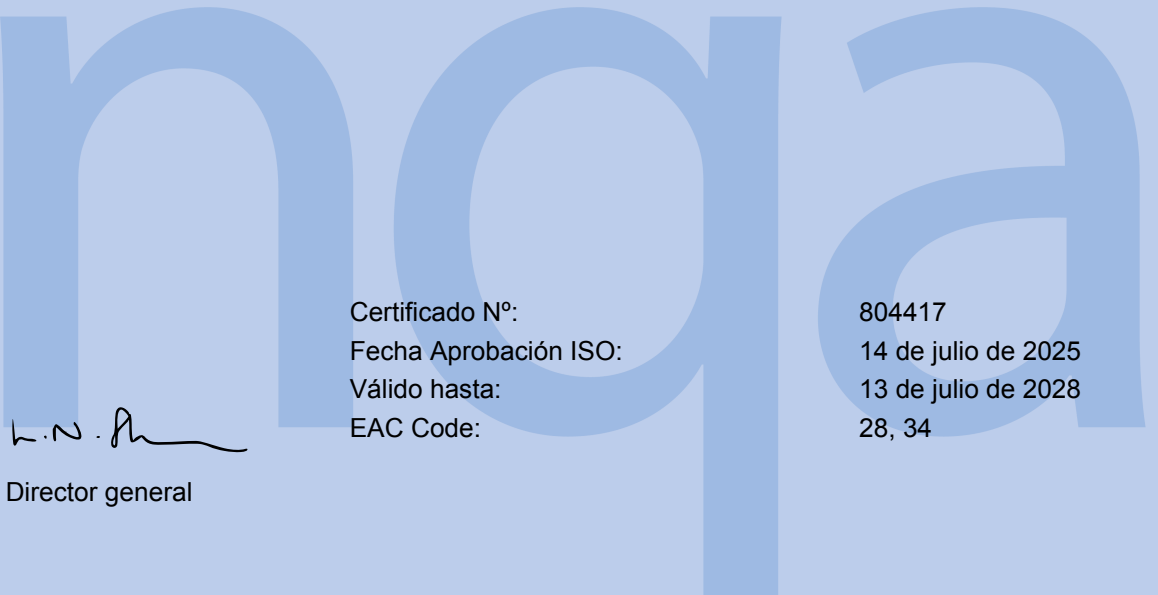 nqa
Certificado Nº: 804417
Fecha Aprobación ISO: 14 de julio de 2025
Válido hasta: 13 de julio de 2028
EAC Code: 28, 34
Director general